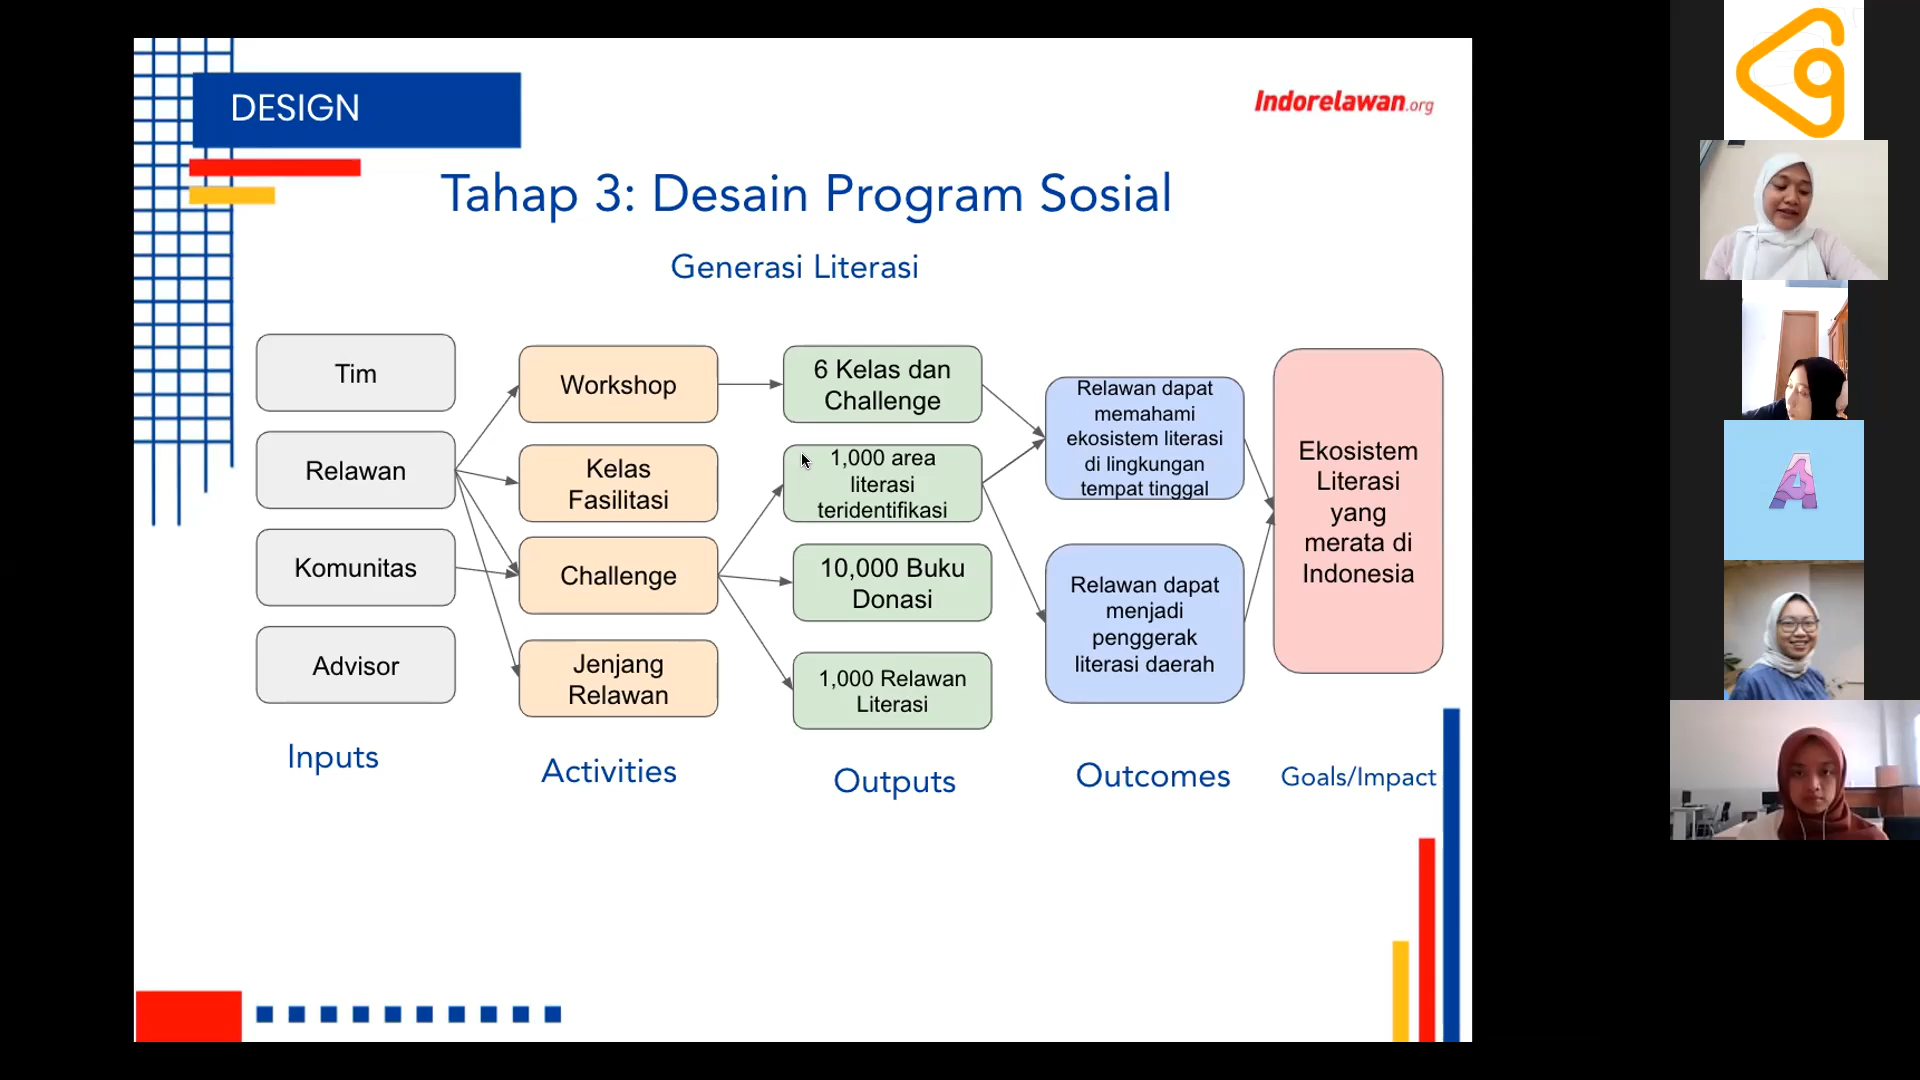 DESIGN
Indorelawan.org
Tahap 3: Desain Program Sosial
Generasi Literasi
Tim
Relawan
Komunitas
Advisor
Inputs
Workshop
Kelas
Fasilitasi
Challenge
Jenjang
Relawan
Activities
6 Kelas dan
Challenge
1,000 area
literasi
teridentifikasi
10,000 Buku
Donasi
1,000 Relawan
Literasi
Outputs
Relawan dapat
memahami
ekosistem literasi
di lingkungan
tempat tinggal
Relawan dapat
menjadi
penggerak
literasi daerah
Outcomes
Ekosistem
Literasi
yang
merata di
Indonesia
Goals/Impact
A